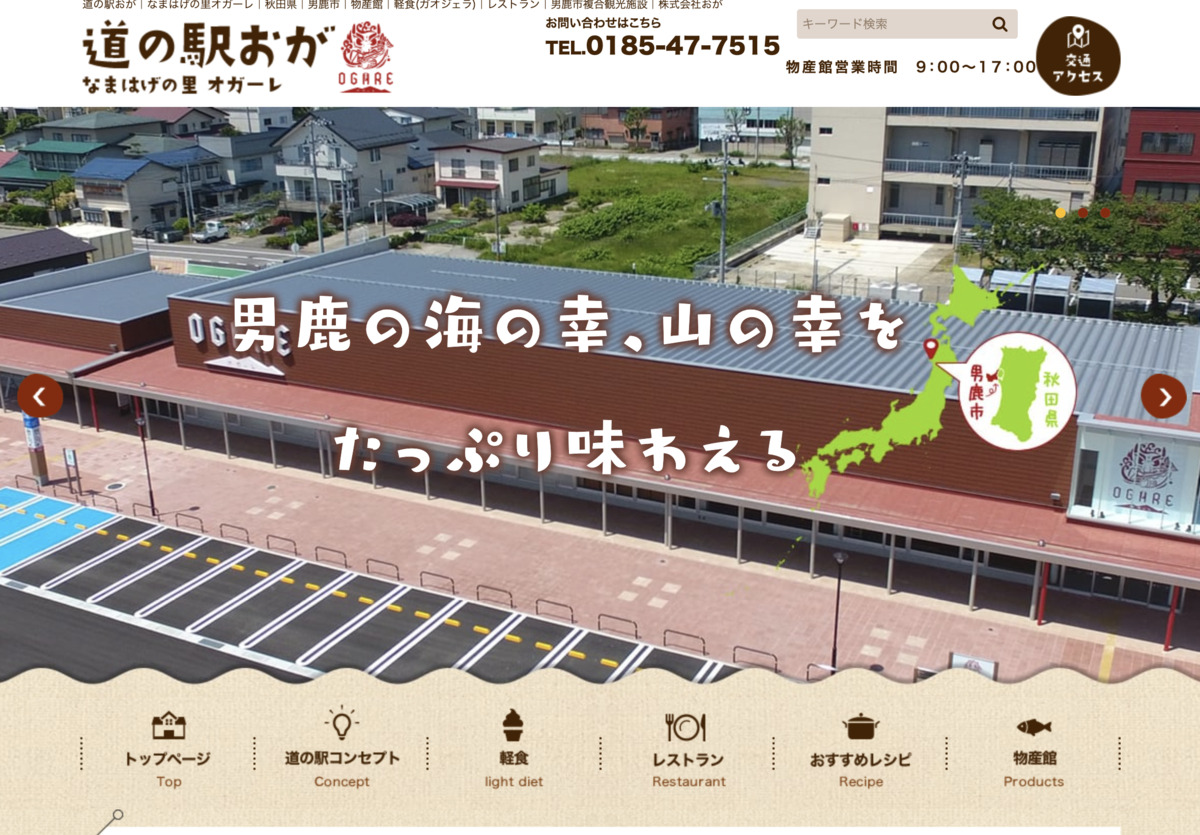 道の駅おが｜なまはげの里オガーレ｜秋田県｜男鹿市｜物産館｜軽食(ガオジェラ)｜レストラン｜男鹿市複合観光施設｜株式会社おが
道の駅おが
なまはげの里 オガーレ
OGARE
お問い合わせはこちら
TEL.0185-47-7515
キーワード検索
物産館営業時間 9：00～17：00
交通
アクセス
OGARE
男鹿の海の幸、山の幸を
たっぷり味わえる
男鹿市
秋田県
OGARE
トップページ
Top
道の駅コンセプト
Concept
軽食
light diet
レストラン
Restaurant
おすすめレシピ
Recipe
物産館
Products